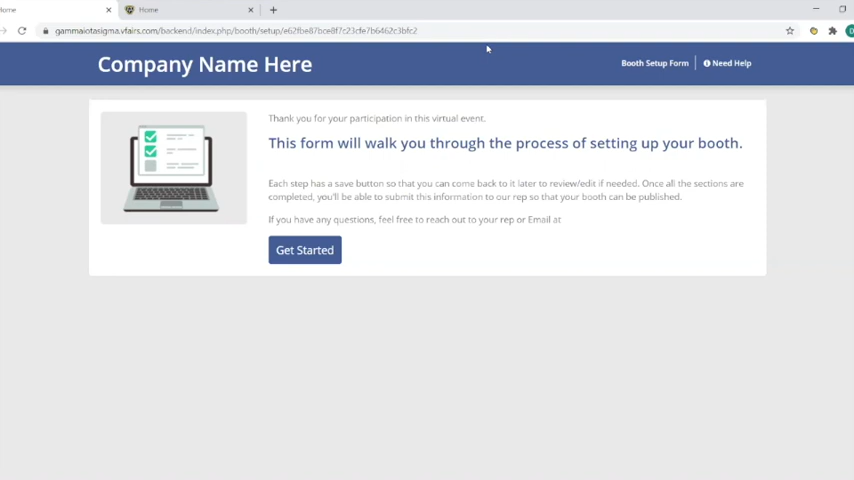 Home
Home
gammaiotasigma.vfairs.com/backend/index.php/booth/setup/e62fbe87bce8f7c23cfe7b6462c3bfc2
Company Name Here
Booth Setup Form
Need Help
Thank you for your participation in this virtual event.
This form will walk you through the process of setting up your booth.
Each step has a save button so that you can come back to it later to review/edit if needed. Once all the sections are
completed, you'll be able to submit this information to our rep so that your booth can be published.
If you have any questions, feel free to reach out to your rep or Email at
Get Started